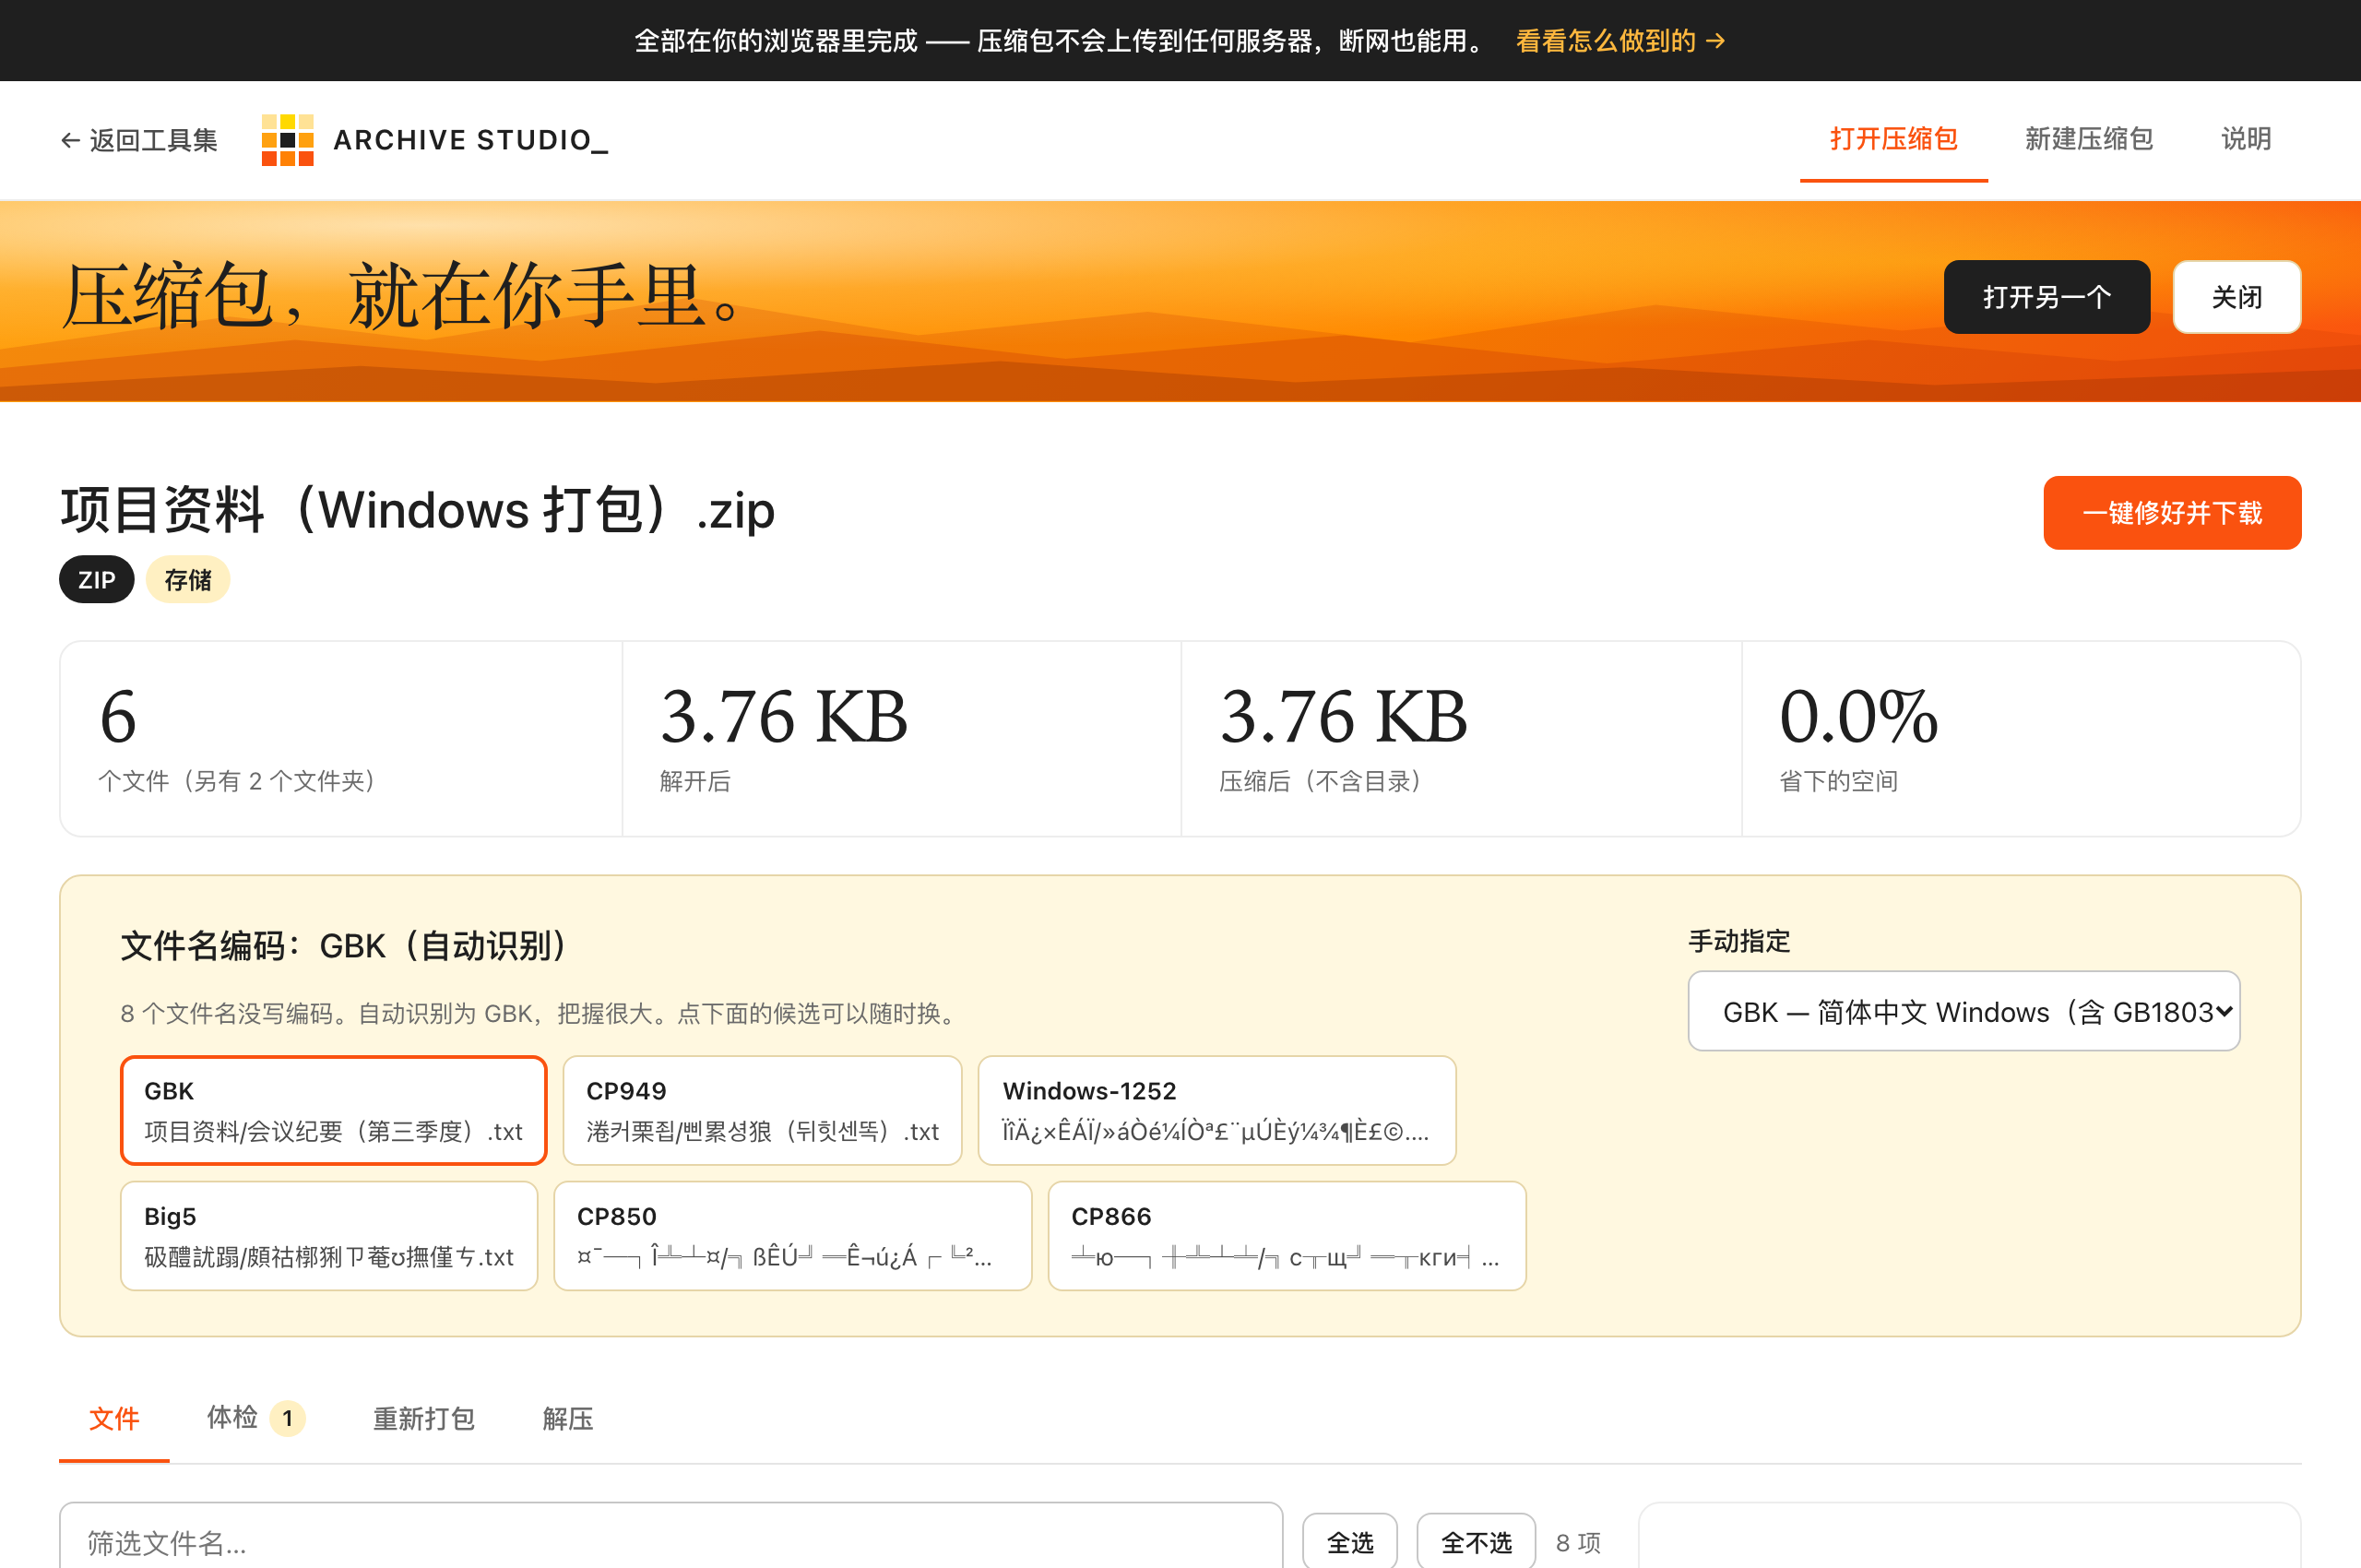 全部在你的浏览器里完成 —— 压缩包不会上传到任何服务器，断网也能用。 看看怎么做到的 →
← 返回工具集 ARCHIVE STUDIO_ 打开压缩包 新建压缩包 说明
压缩包，就在你手里。 打开另一个 关闭
项目资料（Windows 打包）.zip 一键修好并下载
ZIP 存储
6 3.76 KB 3.76 KB 0.0%
个文件（另有 2 个文件夹） 解开后 压缩后（不含目录） 省下的空间
文件名编码：GBK（自动识别） 手动指定
8 个文件名没写编码。自动识别为 GBK，把握很大。点下面的候选可以随时换。 GBK — 简体中文 Windows（含 GB1803
GBK CP949 Windows-1252
项目资料/会议纪要（第三季度）.txt ÏîÄ¿×ÊÁÏ/»áÒé¼ÍÒª£¨µÚÈý¼¾¶È£©....
Big5 CP850 CP866
文件 体检 1 重新打包 解压
筛选文件名... 全选 全不选 8 项